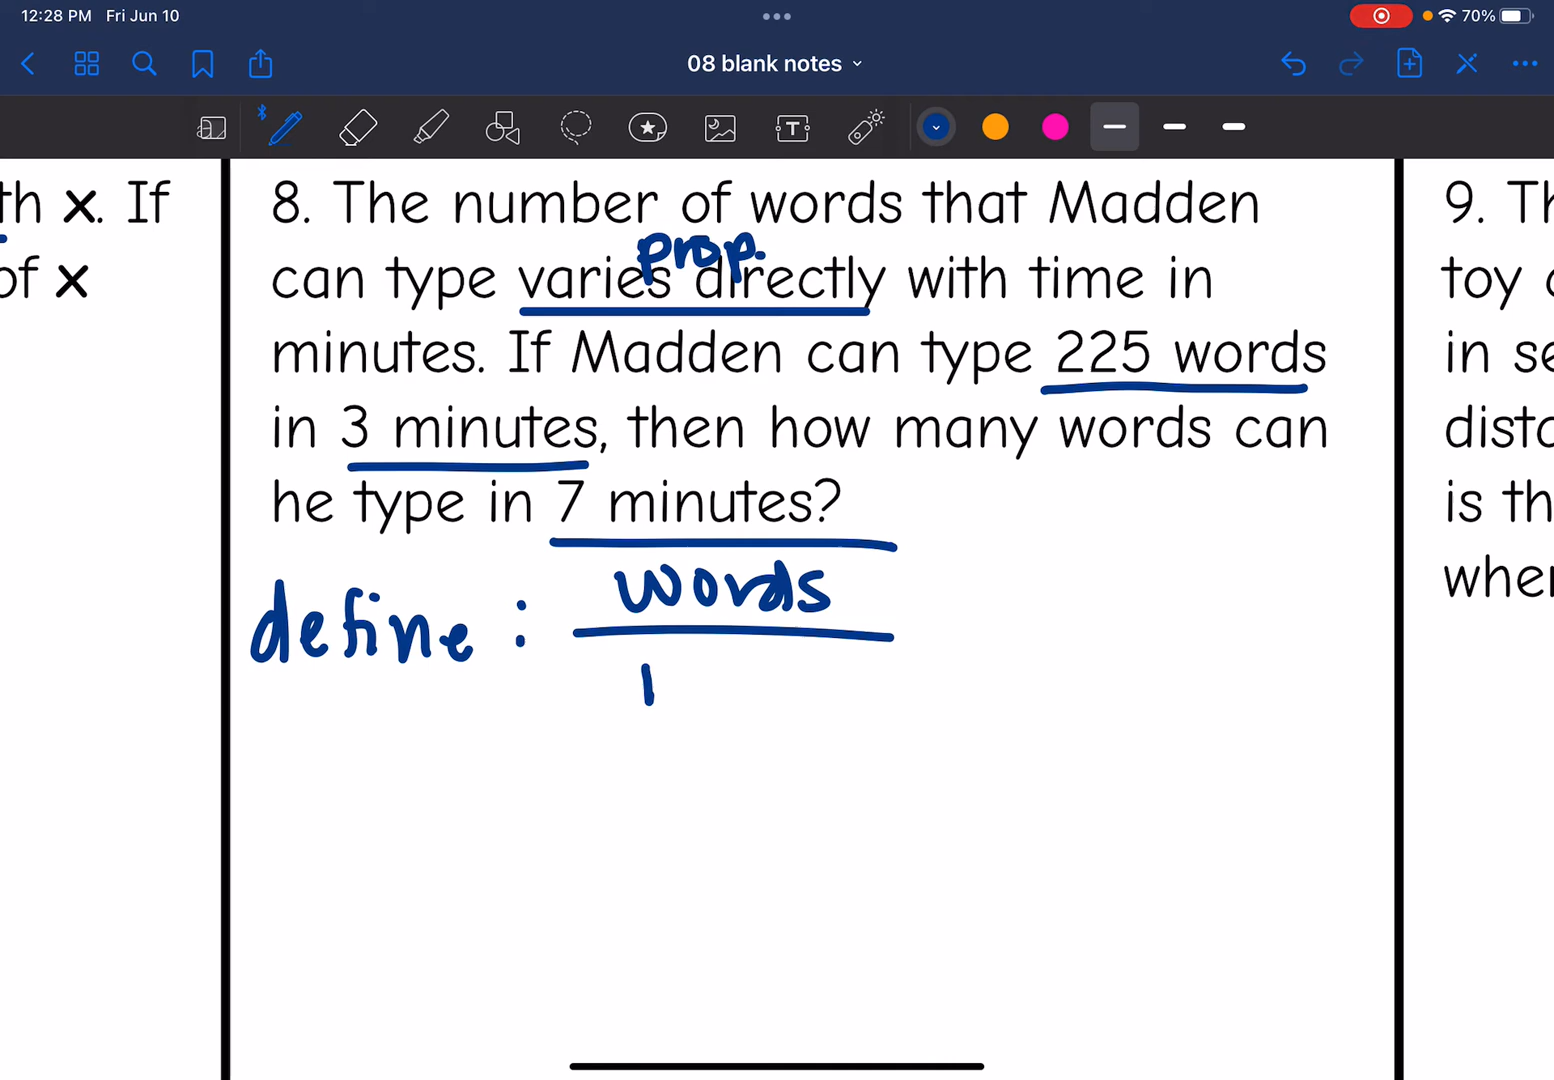 12:28 PM Fri Jun 10
70%
08 blank notes
th x. If
of x
8. The number of words that Madden
prop.
can type varies directly with time in
minutes. If Madden can type 225 words
in 3 minutes, then how many words can
he type in 7 minutes?
define: words
9. Th
toy
in se
dista
is th
when